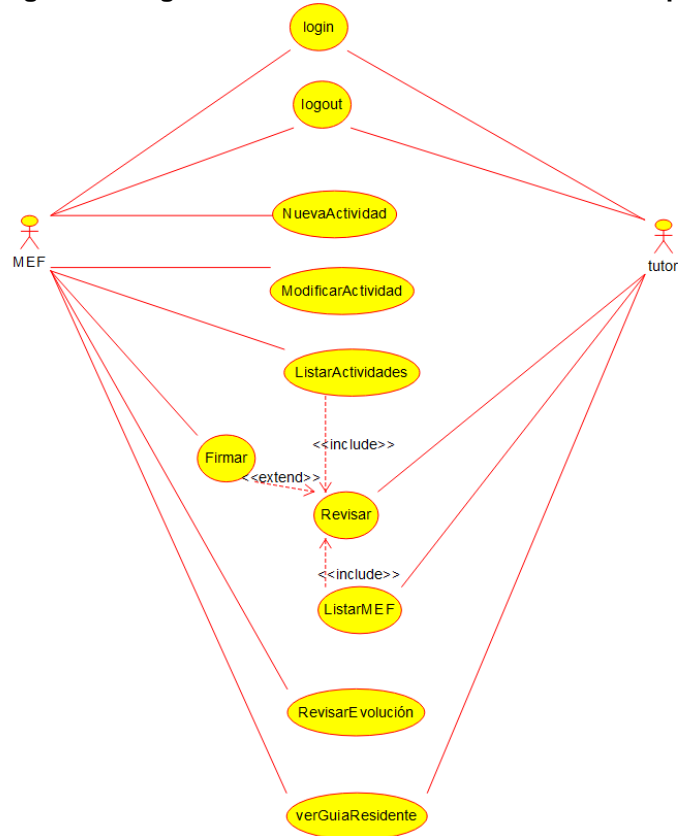 login
logout
NuevaActividad
MEF
tutor
ModificarActividad
ListarActividades
<<include>>
Firmar
<<extend>>
Revisar
<<include>>
ListarMEF
RevisarEvolución
verGuiaResidente